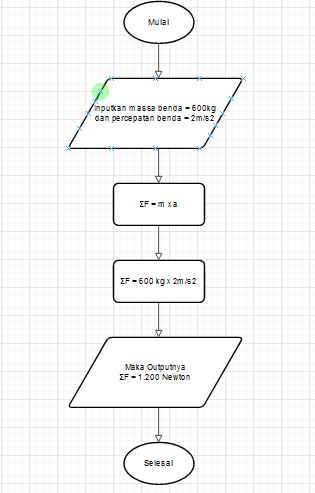 Mulai
Inputkan massa benda = 600kg
dan percepatan benda = 2m/s2
ΣF = m x a
ΣF = 600 kg x 2m/s2
Maka Outputnya
ΣF = 1.200 Newton
Selesai